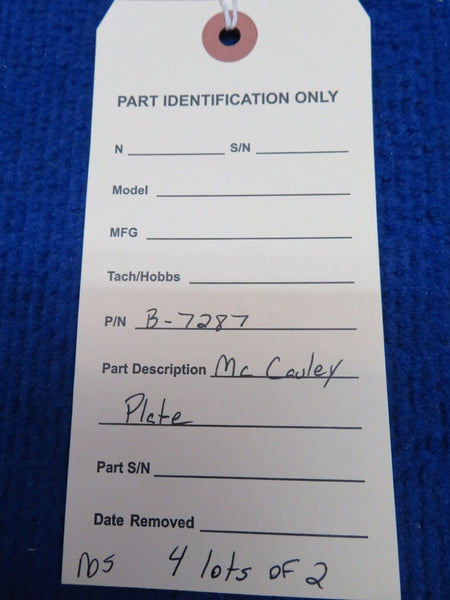 PART IDENTIFICATION ONLY
N S/N
Model
MFG
Tach/Hobbs
P/N B-7287
Part Description Mc Cauley
Plate
Part S/N
Date Removed
NOS 4 lots of 2